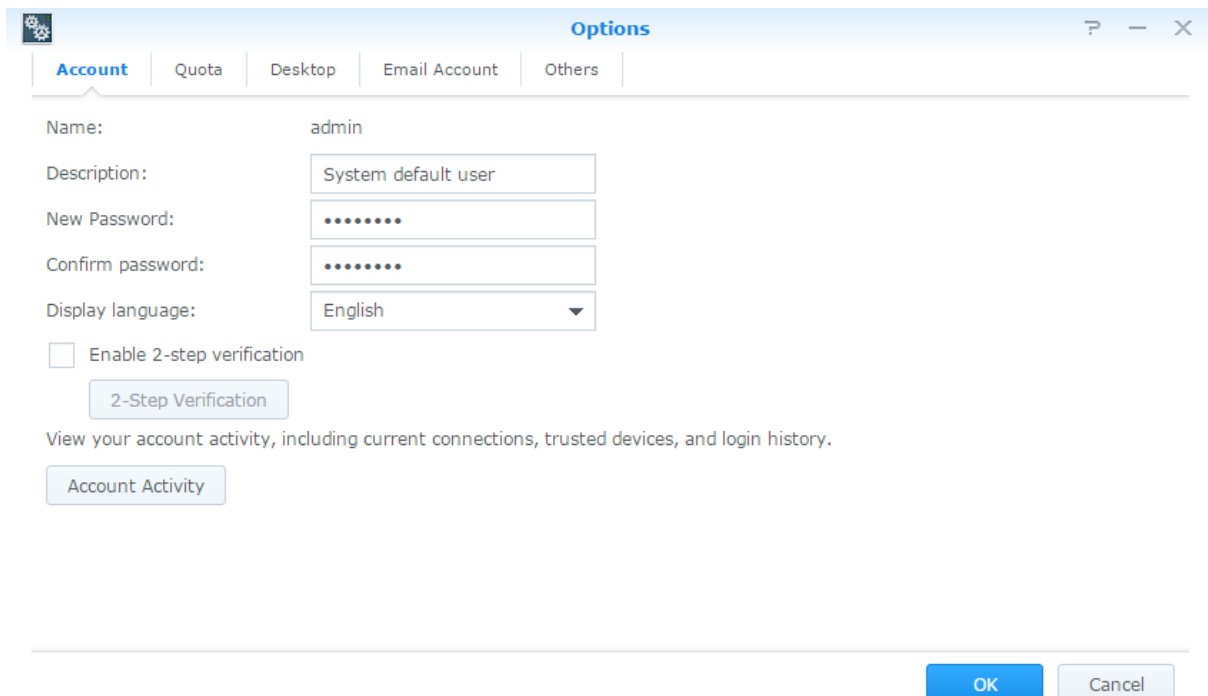 Options
Account Quota Desktop Email Account Others
Name: admin
Description: System default user
New Password: ••••••••
Confirm password: ••••••••
Display language: English
Enable 2-step verification
2-Step Verification
View your account activity, including current connections, trusted devices, and login history.
Account Activity
OK Cancel